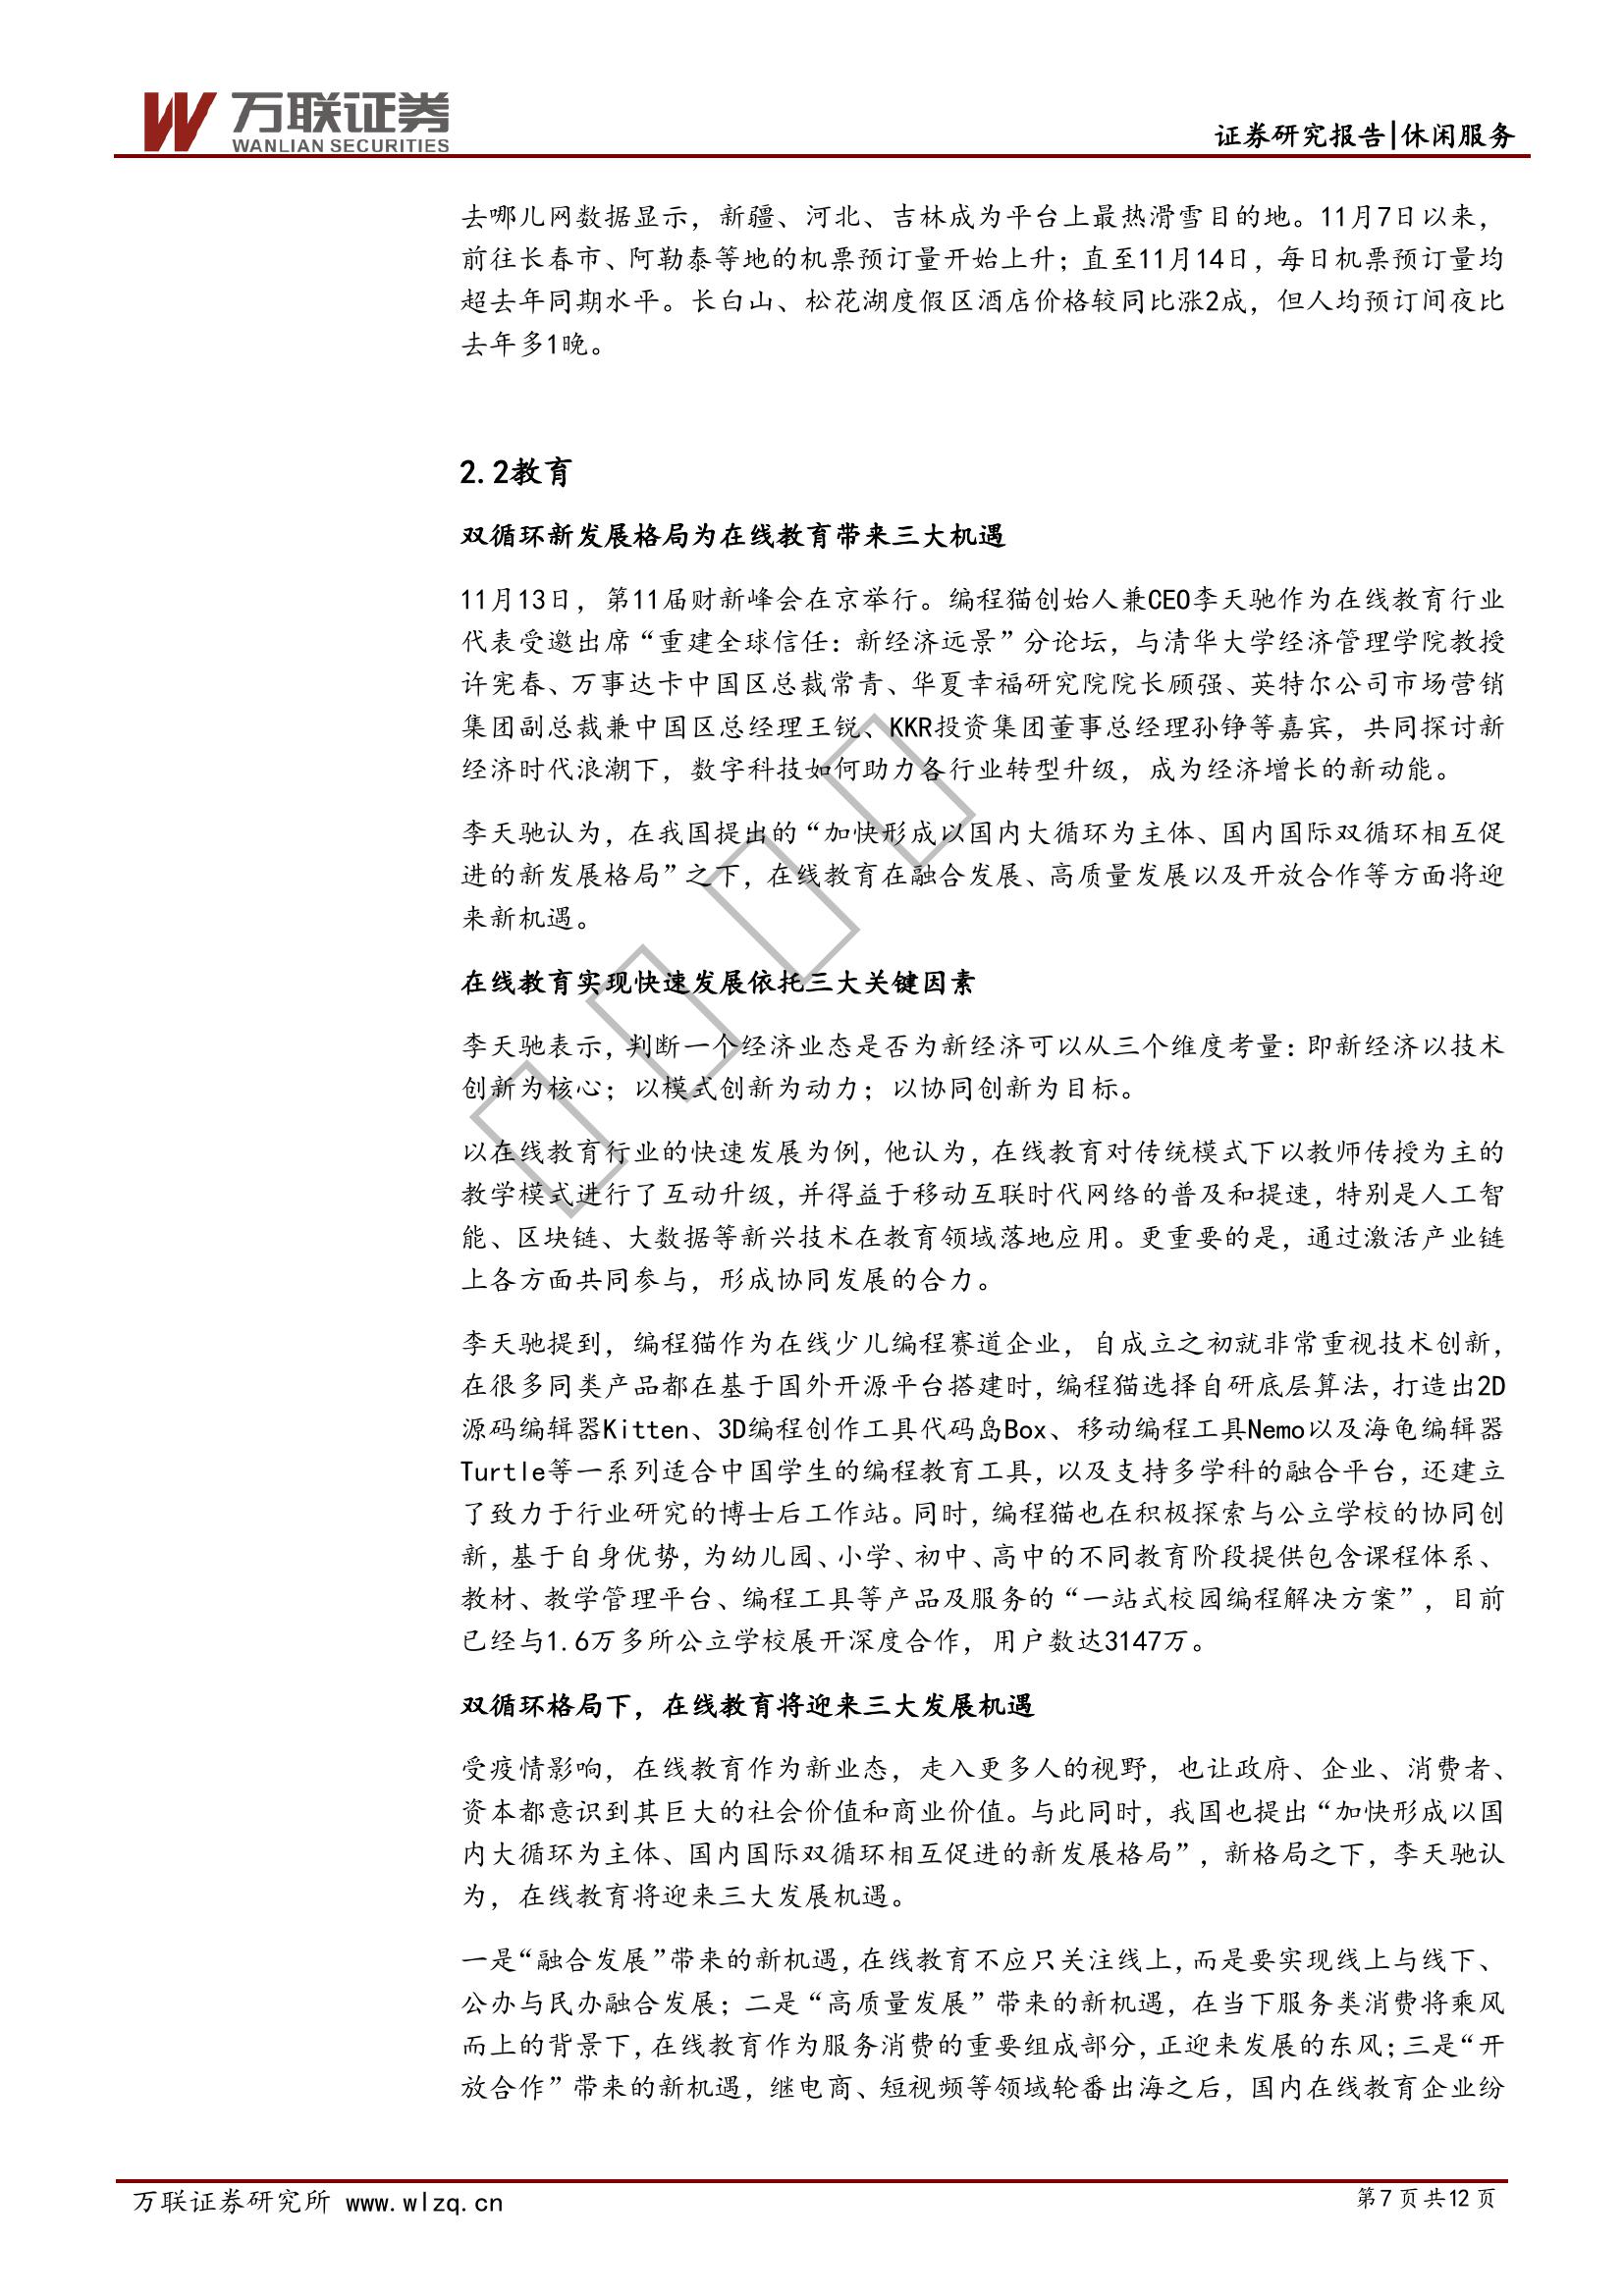 万联证券
WANLIAN SECURITIES
证券研究报告|休闲服务
去哪儿网数据显示，新疆、河北、吉林成为平台上最热滑雪目的地。11月7日以来，
前往长春市、阿勒泰等地的机票预订量开始上升；直至11月14日，每日机票预订量均
超去年同期水平。长白山、松花湖度假区酒店价格较同比涨2成，但人均预订间夜比
去年多1晚。
2.2教育
双循环新发展格局为在线教育带来三大机遇
11月13日，第11届财新峰会在京举行。编程猫创始人兼CEO李天驰作为在线教育行业
代表受邀出席“重建全球信任：新经济远景”分论坛，与清华大学经济管理学院教授
许宪春、万事达卡中国区总裁常青、华夏幸福研究院院长顾强、英特尔公司市场营销
集团副总裁兼中国区总经理王锐、KKR投资集团董事总经理孙铮等嘉宾，共同探讨新
经济时代浪潮下，数字科技如何助力各行业转型升级，成为经济增长的新动能。
李天驰认为，在我国提出的“加快形成以国内大循环为主体、国内国际双循环相互促
进的新发展格局”之下，在线教育在融合发展、高质量发展以及开放合作等方面将迎
来新机遇。
在线教育实现快速发展依托三大关键因素
李天驰表示，判断一个经济业态是否为新经济可以从三个维度考量：即新经济以技术
创新为核心；以模式创新为动力；以协同创新为目标。
以在线教育行业的快速发展为例，他认为，在线教育对传统模式下以教师传授为主的
教学模式进行了互动升级，并得益于移动互联时代网络的普及和提速，特别是人工智
能、区块链、大数据等新兴技术在教育领域落地应用。更重要的是，通过激活产业链
上各方面共同参与，形成协同发展的合力。
李天驰提到，编程猫作为在线少儿编程赛道企业，自成立之初就非常重视技术创新，
在很多同类产品都在基于国外开源平台搭建时，编程猫选择自研底层算法，打造出2D
源码编辑器Kitten、3D编程创作工具代码岛Box、移动编程工具Nemo以及海龟编辑器
Turtle等一系列适合中国学生的编程教育工具，以及支持多学科的融合平台，还建立
了致力于行业研究的博士后工作站。同时，编程猫也在积极探索与公立学校的协同创
新，基于自身优势，为幼儿园、小学、初中、高中的不同教育阶段提供包含课程体系、
教材、教学管理平台、编程工具等产品及服务的“一站式校园编程解决方案”，目前
已经与1.6万多所公立学校展开深度合作，用户数达3147万。
双循环格局下，在线教育将迎来三大发展机遇
受疫情影响，在线教育作为新业态，走入更多人的视野，也让政府、企业、消费者、
资本都意识到其巨大的社会价值和商业价值。与此同时，我国也提出“加快形成以国
内大循环为主体、国内国际双循环相互促进的新发展格局”，新格局之下，李天驰认
为，在线教育将迎来三大发展机遇。
一是“融合发展”带来的新机遇，在线教育不应只关注线上，而是要实现线上与线下、
公办与民办融合发展；二是“高质量发展”带来的新机遇，在当下服务类消费将乘风
而上的背景下，在线教育作为服务消费的重要组成部分，正迎来发展的东风；三是“开
放合作”带来的新机遇，继电商、短视频等领域轮番出海之后，国内在线教育企业纷
万联证券研究所 www.wlzq.cn
第7页共12页